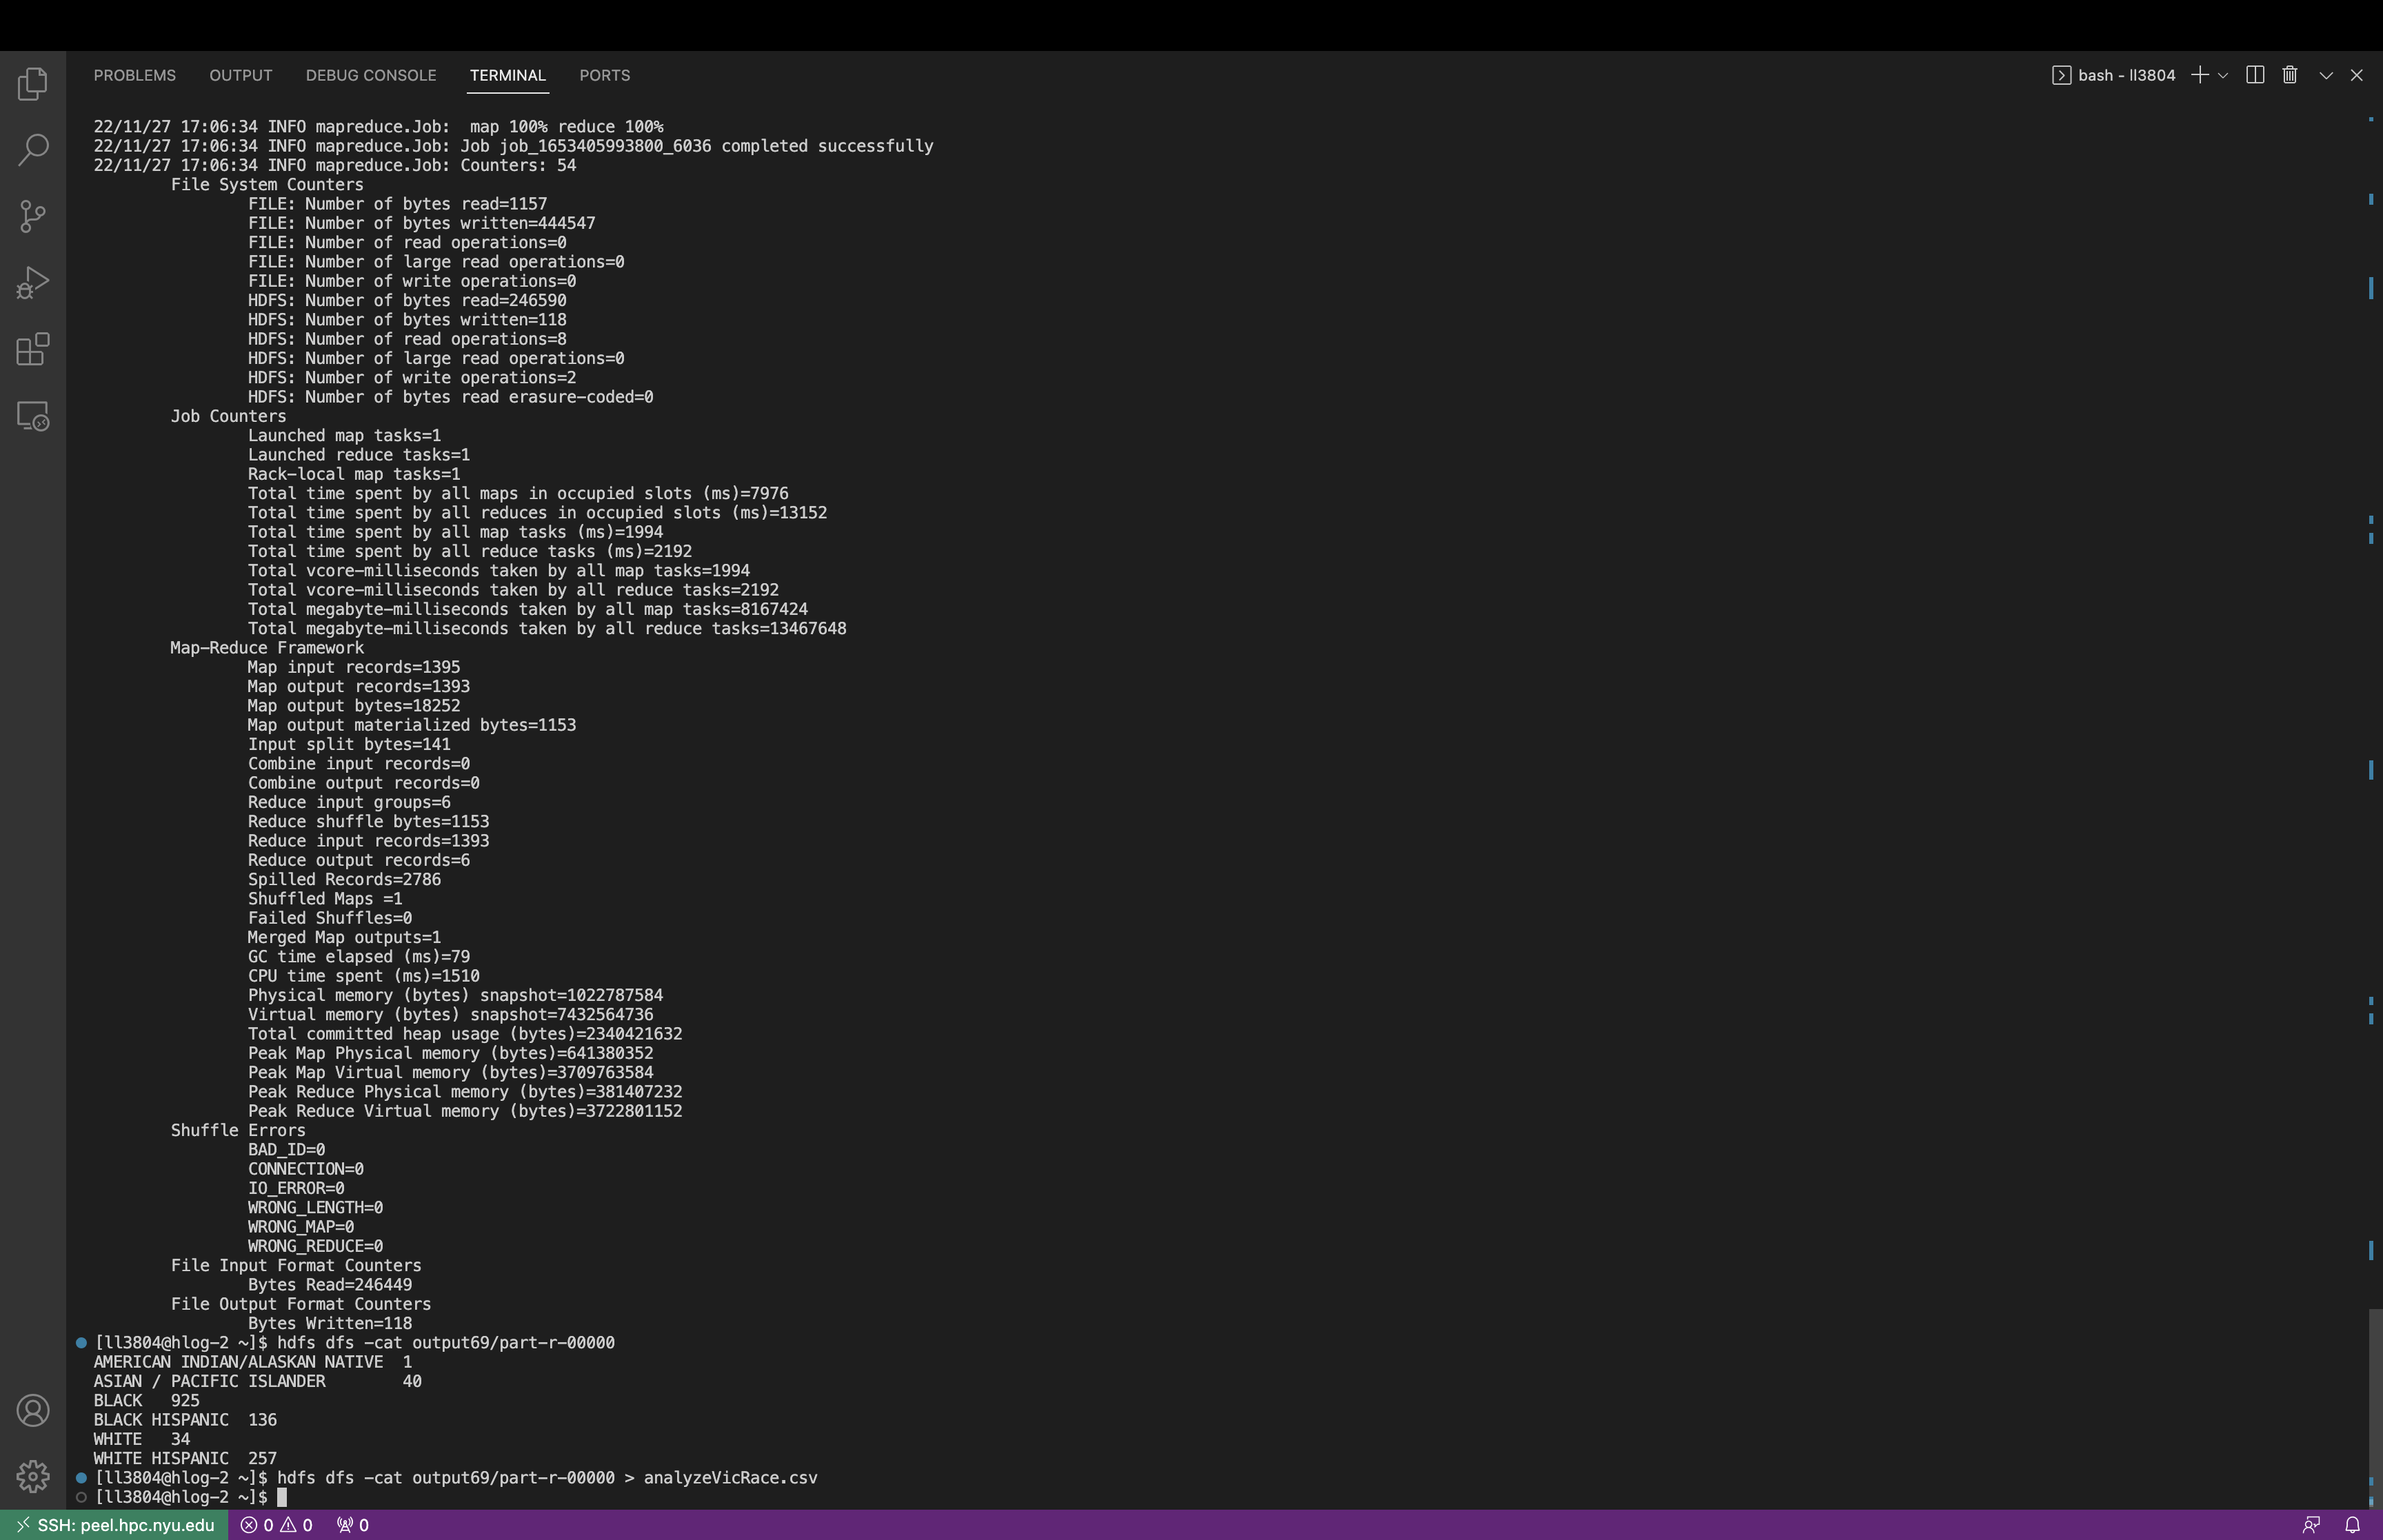 PROBLEMS OUTPUT DEBUG CONSOLE TERMINAL PORTS bash - ll3804
22/11/27 17:06:34 INFO mapreduce.Job:  map 100% reduce 100%
22/11/27 17:06:34 INFO mapreduce.Job: Job job_1653405993800_6036 completed successfully
22/11/27 17:06:34 INFO mapreduce.Job: Counters: 54
File System Counters
FILE: Number of bytes read=1157
FILE: Number of bytes written=444547
FILE: Number of read operations=0
FILE: Number of large read operations=0
FILE: Number of write operations=0
HDFS: Number of bytes read=246590
HDFS: Number of bytes written=118
HDFS: Number of read operations=8
HDFS: Number of large read operations=0
HDFS: Number of write operations=2
HDFS: Number of bytes read erasure-coded=0
Job Counters
Launched map tasks=1
Launched reduce tasks=1
Rack-local map tasks=1
Total time spent by all maps in occupied slots (ms)=7976
Total time spent by all reduces in occupied slots (ms)=13152
Total time spent by all map tasks (ms)=1994
Total time spent by all reduce tasks (ms)=2192
Total vcore-milliseconds taken by all map tasks=1994
Total vcore-milliseconds taken by all reduce tasks=2192
Total megabyte-milliseconds taken by all map tasks=8167424
Total megabyte-milliseconds taken by all reduce tasks=13467648
Map-Reduce Framework
Map input records=1395
Map output records=1393
Map output bytes=18252
Map output materialized bytes=1153
Input split bytes=141
Combine input records=0
Combine output records=0
Reduce input groups=6
Reduce shuffle bytes=1153
Reduce input records=1393
Reduce output records=6
Spilled Records=2786
Shuffled Maps =1
Failed Shuffles=0
Merged Map outputs=1
GC time elapsed (ms)=79
CPU time spent (ms)=1510
Physical memory (bytes) snapshot=1022787584
Virtual memory (bytes) snapshot=7432564736
Total committed heap usage (bytes)=2340421632
Peak Map Physical memory (bytes)=641380352
Peak Map Virtual memory (bytes)=3709763584
Peak Reduce Physical memory (bytes)=381407232
Peak Reduce Virtual memory (bytes)=3722801152
Shuffle Errors
BAD_ID=0
CONNECTION=0
IO_ERROR=0
WRONG_LENGTH=0
WRONG_MAP=0
WRONG_REDUCE=0
File Input Format Counters
Bytes Read=246449
File Output Format Counters
Bytes Written=118
[ll3804@hlog-2 ~]$ hdfs dfs -cat output69/part-r-00000
AMERICAN INDIAN/ALASKAN NATIVE  1
ASIAN / PACIFIC ISLANDER        40
BLACK   925
BLACK HISPANIC  136
WHITE   34
WHITE HISPANIC  257
[ll3804@hlog-2 ~]$ hdfs dfs -cat output69/part-r-00000 > analyzeVicRace.csv
[ll3804@hlog-2 ~]$
SSH: peel.hpc.nyu.edu 0 0 0